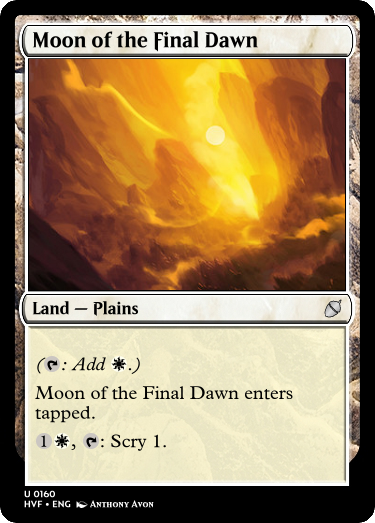 Moon of the Final Dawn
Land — Plains
(T: Add W.)
Moon of the Final Dawn enters
tapped.
1W, T: Scry 1.
U 0160
HVF • ENG Anthony Avon